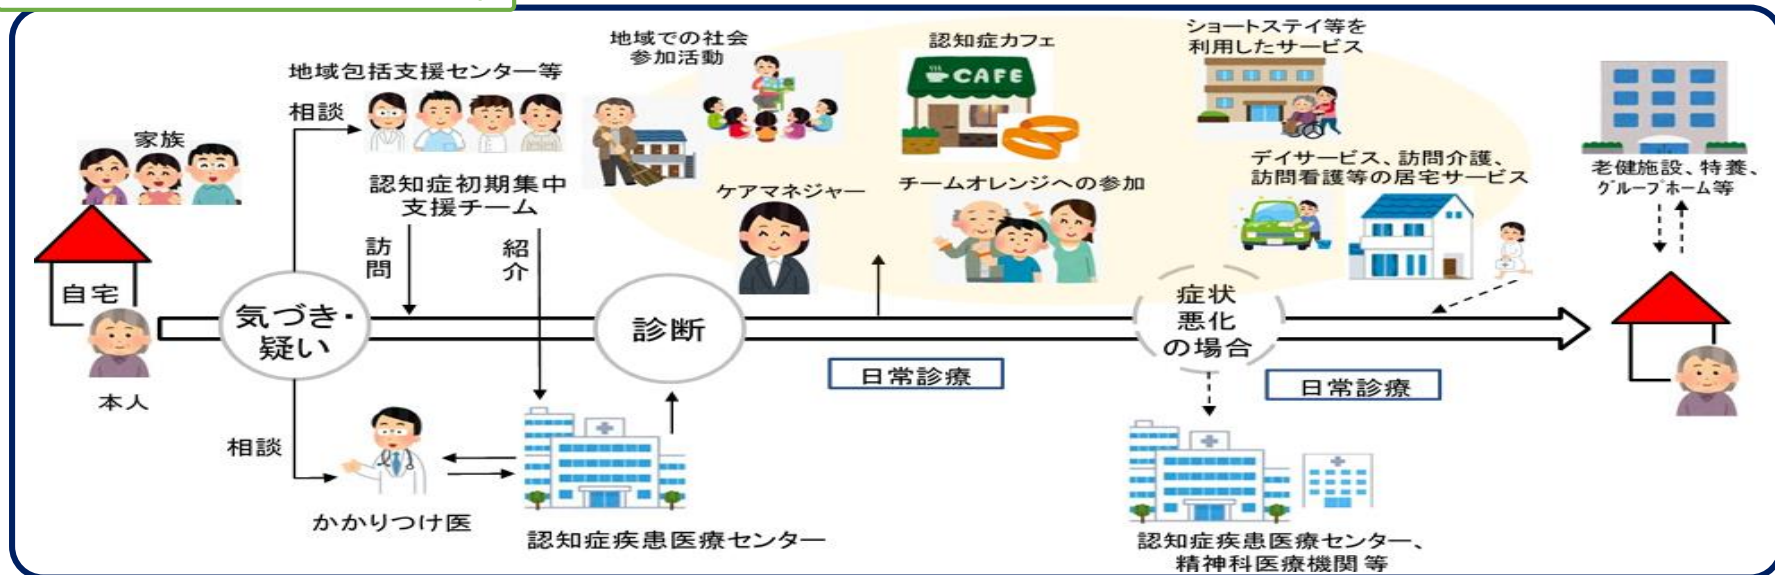 家族
自宅
本人
気づき・
疑い
相談
地域包括支援センター等
認知症初期集中
支援チーム
訪問
紹介
相談
かかりつけ医
認知症疾患医療センター
診断
地域での社会
参加活動
認知症カフェ
CAFE
ケアマネジャー
チームオレンジへの参加
ショートステイ等を
利用したサービス
デイサービス、訪問介護、
訪問看護等の居宅サービス
日常診療
症状
悪化
の場合
日常診療
認知症疾患医療センター、
精神科医療機関等
老健施設、特養、
ｸﾞﾙｰﾌﾟﾎｰﾑ等